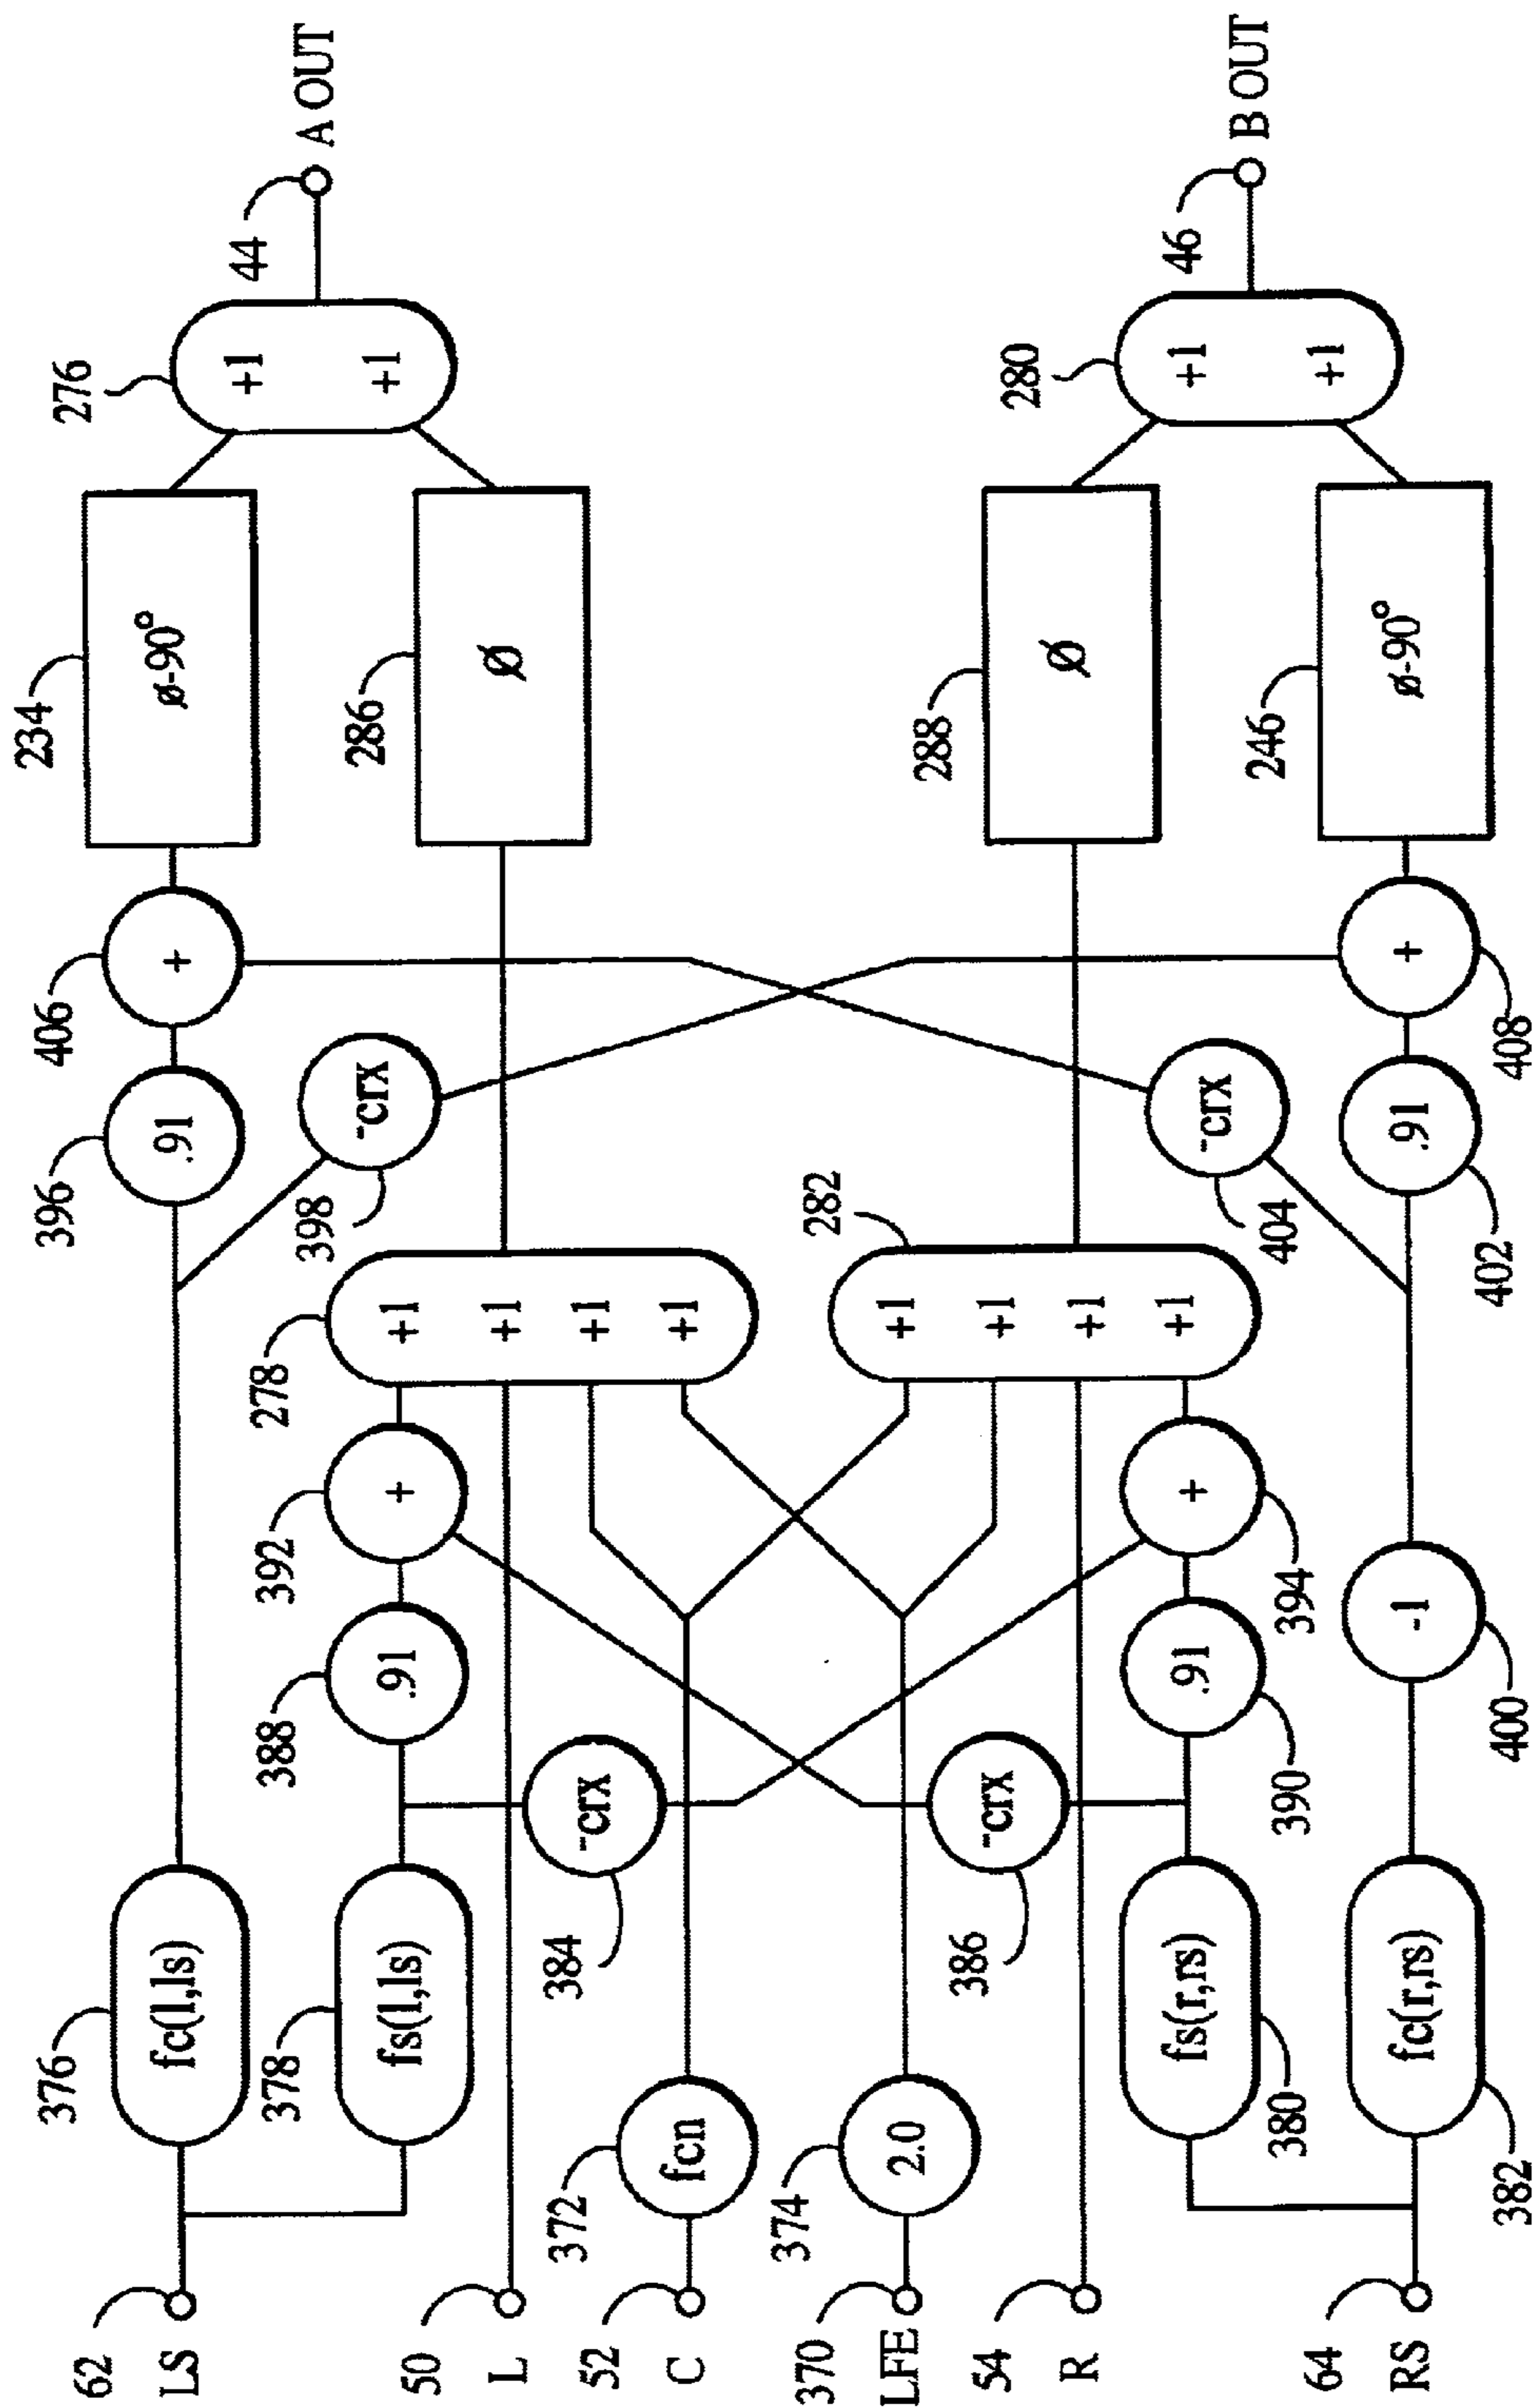 62
LS
50
L
52
C
370
LFE
54
R
64
RS
376
fc(l,ls)
378
fs(l,ls)
372
fcn
374
2.0
fs(r,rs)
380
fc(r,rs)
382
384
-crx
386
-crx
388
.91
.91
390
-1
400
392
+
+
394
278
+1
+1
+1
+1
282
+1
+1
+1
+1
396
.91
398
-crx
404
-crx
.91
402
406
+
+
408
234
ø-90°
286
ø
288
ø
246
ø-90°
276
+1
+1
280
+1
+1
44
A OUT
46
B OUT